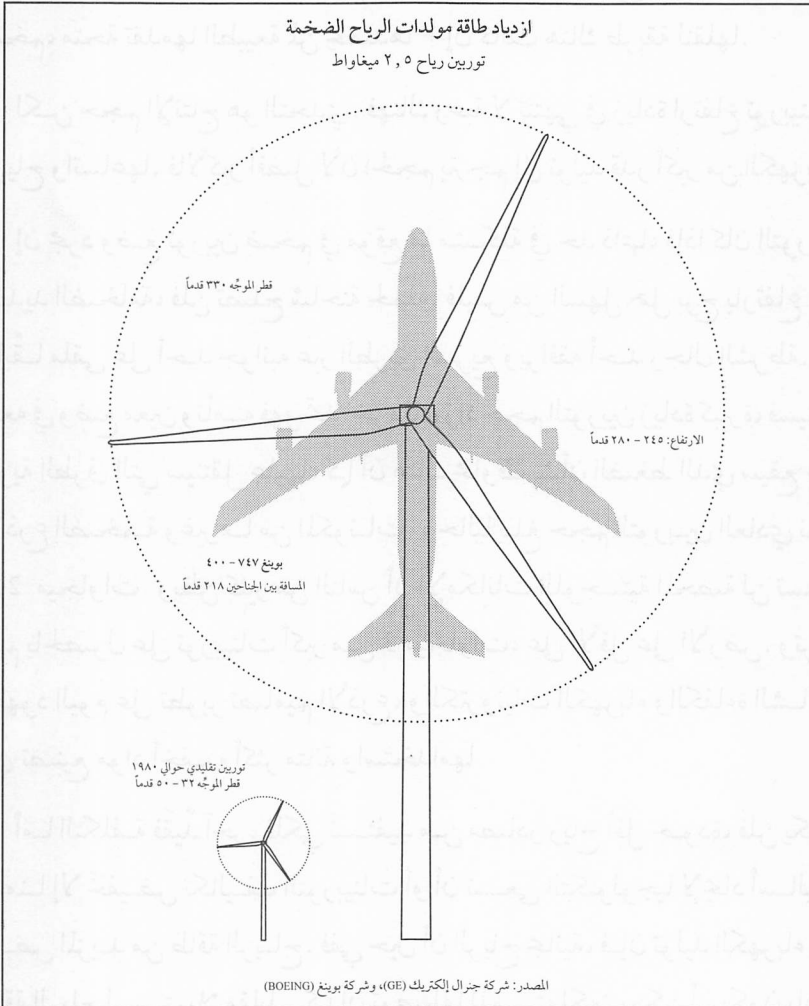 ازدياد طاقة مولدات الرياح الضخمة
توربين رياح ٢,٥ ميغاواط
قطر الموجِّه ٣٣٠ قدماً
الارتفاع: ٢٤٥ - ٢٨٠ قدماً
بوينغ ٧٤٧ - ٤٠٠
المسافة بين الجناحين ٢١٨ قدماً
توربين تقليدي حوالي ١٩٨٠
قطر الموجِّه ٣٢ - ٥٠ قدماً
المصدر: شركة جنرال إلكتريك (GE)، وشركة بوينغ (BOEING)